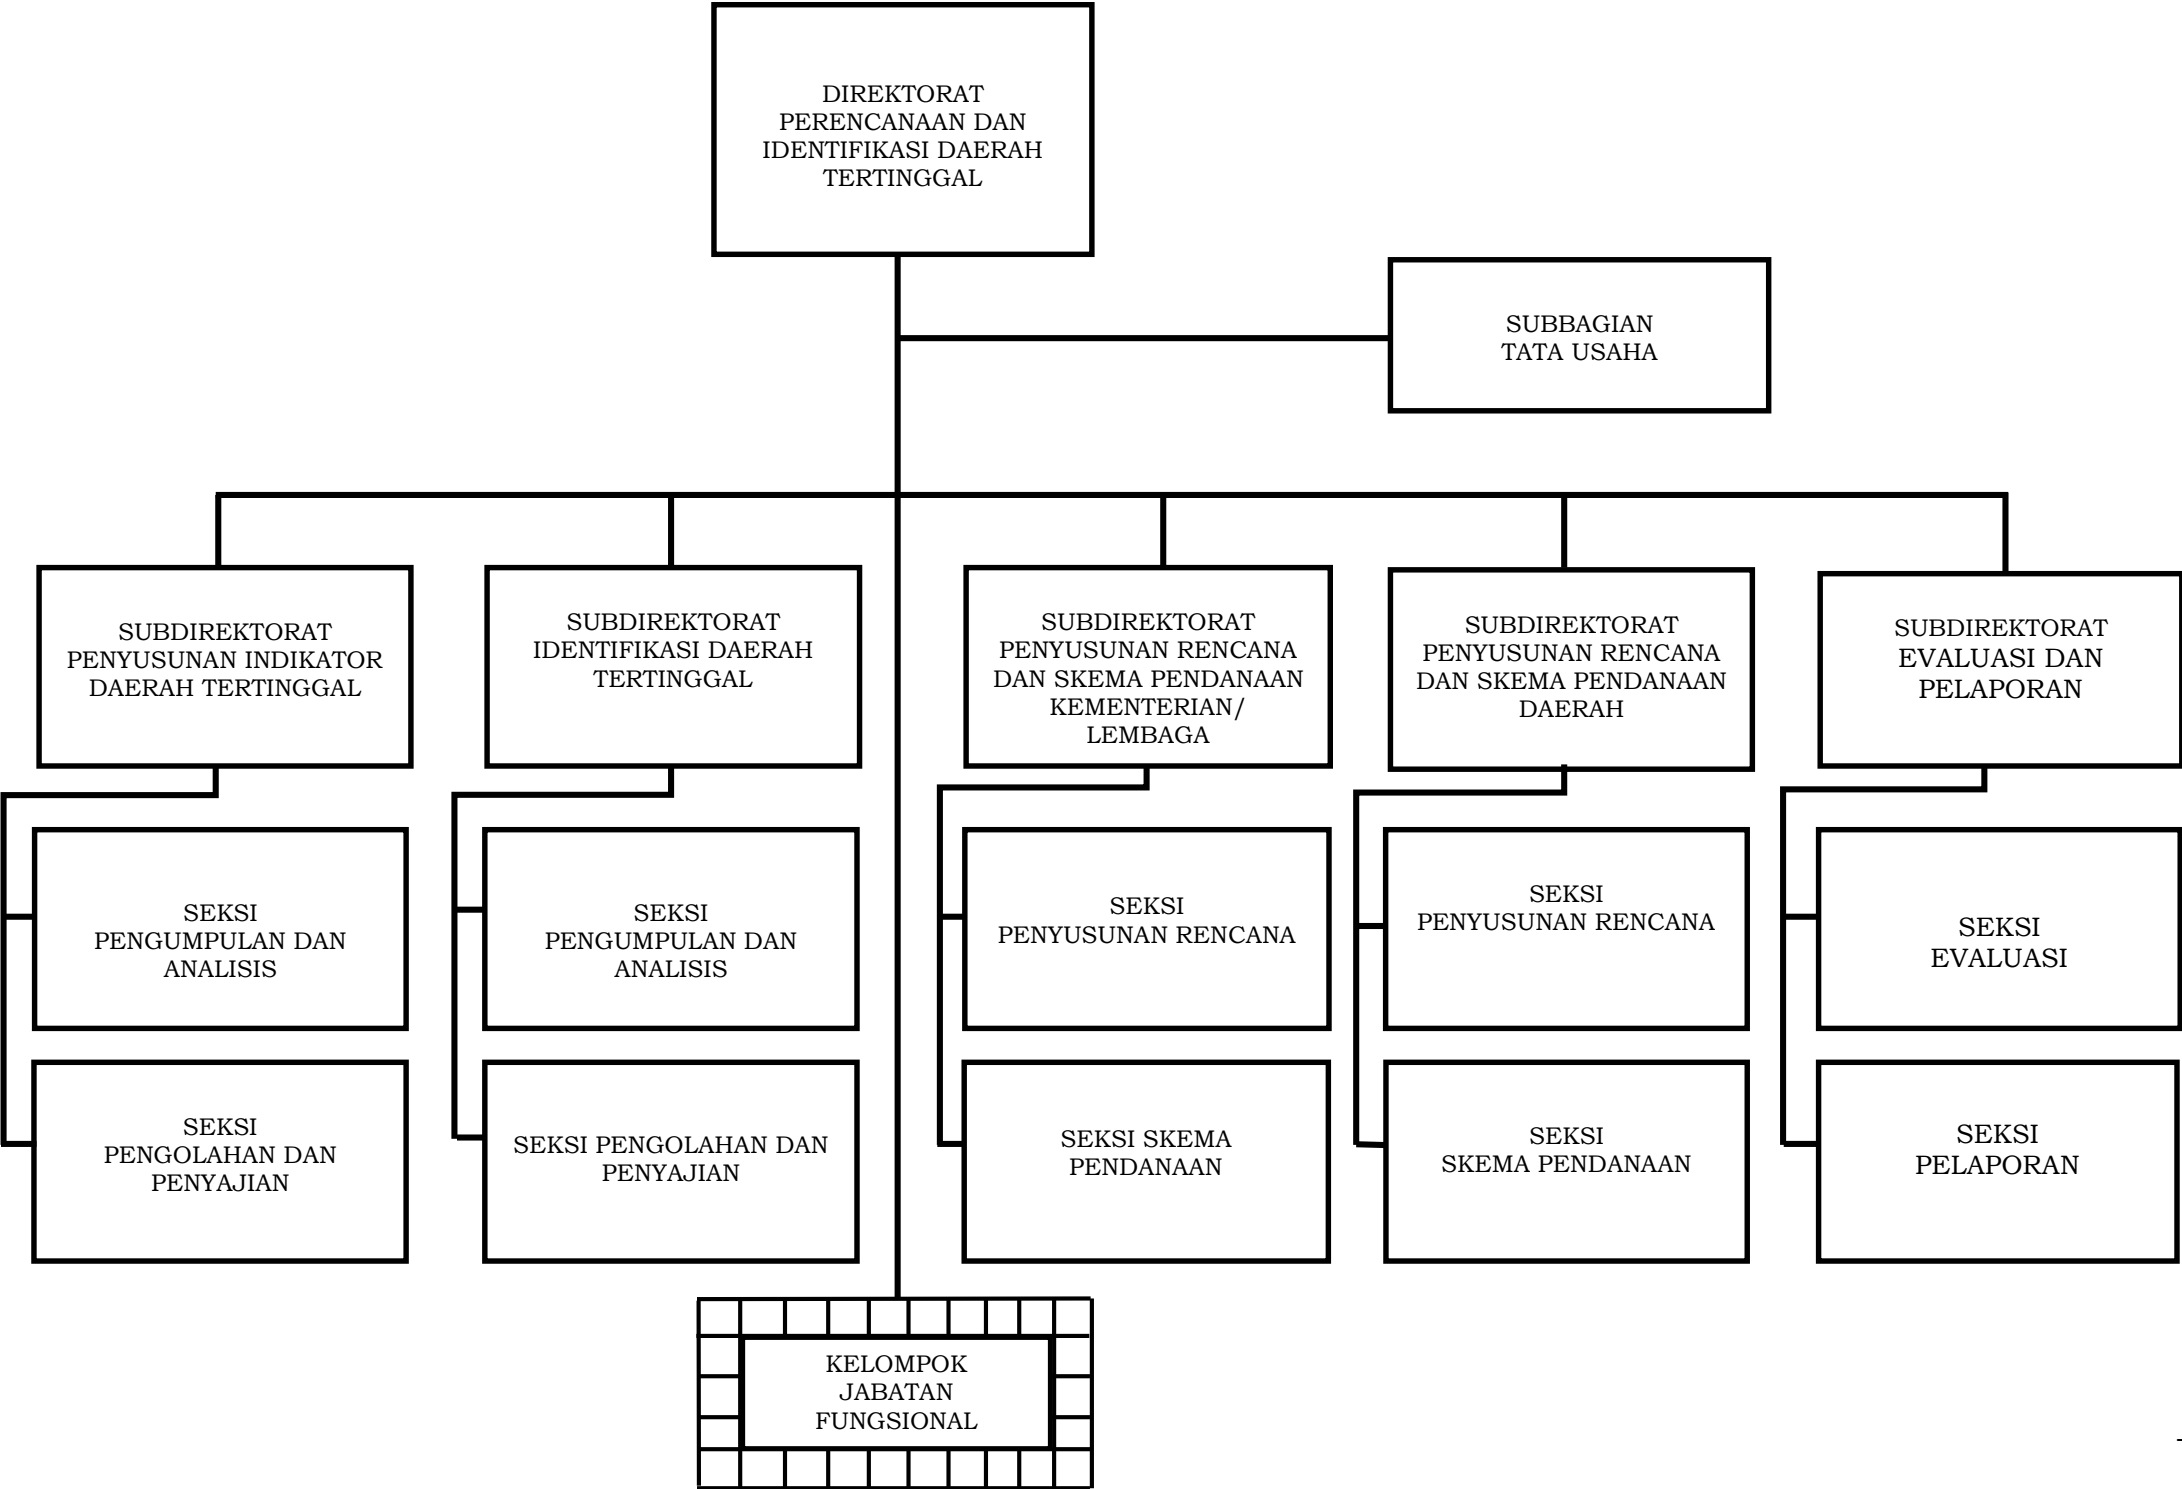 DIREKTORAT
PERENCANAAN DAN
IDENTIFIKASI DAERAH
TERTINGGAL
SUBBAGIAN
TATA USAHA
SUBDIREKTORAT
PENYUSUNAN INDIKATOR
DAERAH TERTINGGAL
SUBDIREKTORAT
IDENTIFIKASI DAERAH
TERTINGGAL
SUBDIREKTORAT
PENYUSUNAN RENCANA
DAN SKEMA PENDANAAN
KEMENTERIAN/
LEMBAGA
SUBDIREKTORAT
PENYUSUNAN RENCANA
DAN SKEMA PENDANAAN
DAERAH
SUBDIREKTORAT
EVALUASI DAN
PELAPORAN
SEKSI
PENGUMPULAN DAN
ANALISIS
SEKSI
PENGUMPULAN DAN
ANALISIS
SEKSI
PENYUSUNAN RENCANA
SEKSI
PENYUSUNAN RENCANA
SEKSI
EVALUASI
SEKSI
PENGOLAHAN DAN
PENYAJIAN
SEKSI PENGOLAHAN DAN
PENYAJIAN
SEKSI SKEMA
PENDANAAN
SEKSI
SKEMA PENDANAAN
SEKSI
PELAPORAN
KELOMPOK
JABATAN
FUNGSIONAL